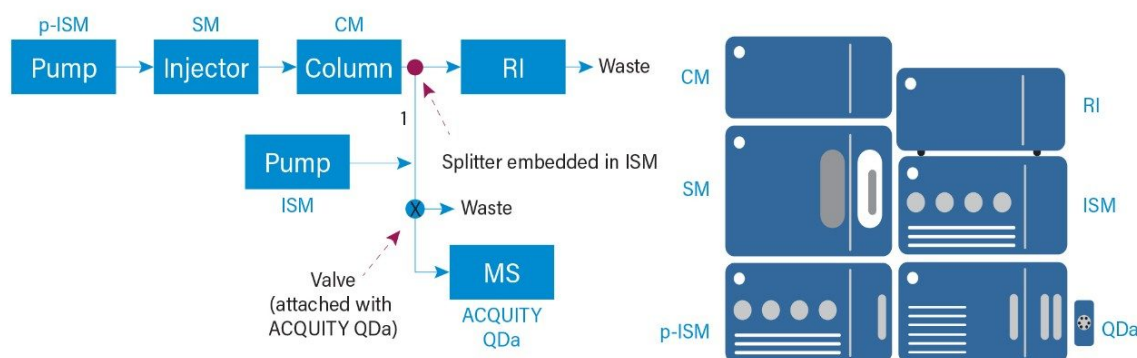 p-ISM
SM
CM
Pump
Injector
Column
RI
Waste
1
Splitter embedded in ISM
Pump
ISM
Waste
X
Valve
(attached with
ACQUITY QDa)
MS
ACQUITY
QDa
CM
RI
SM
ISM
p-ISM
QDa